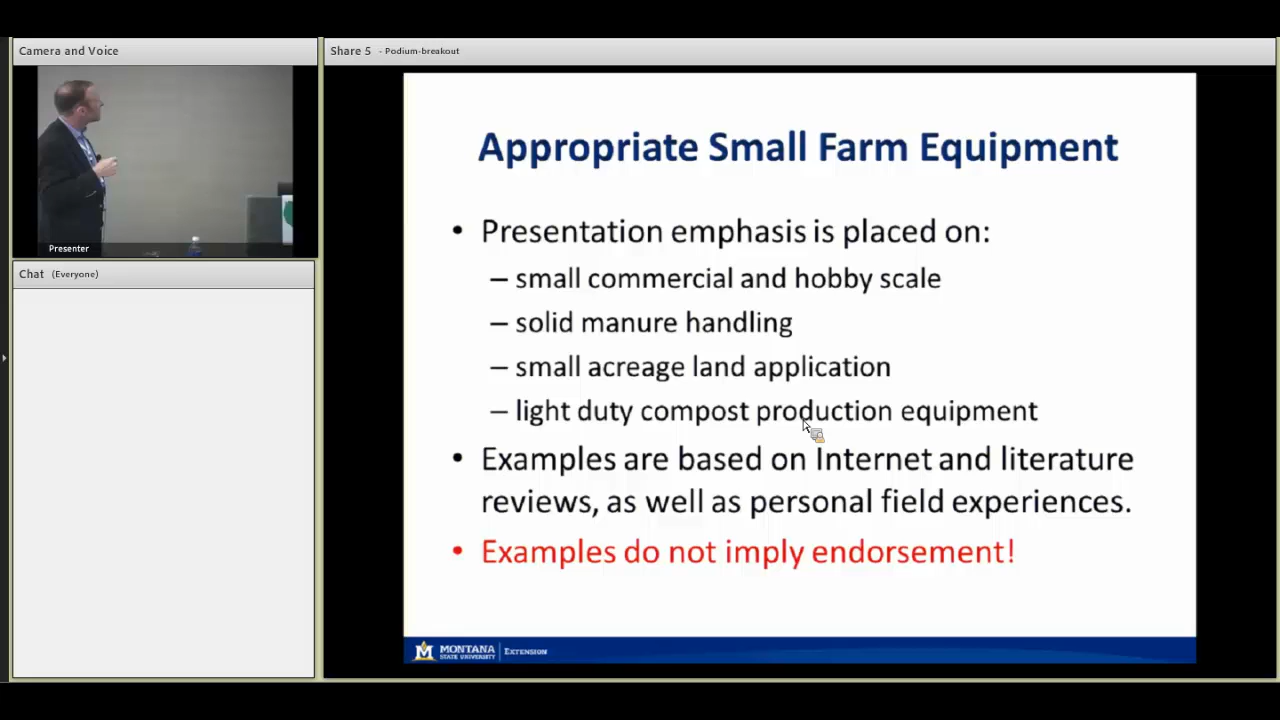 Camera and Voice
Presenter
Chat (Everyone)
Share 5 - Podium-breakout
Appropriate Small Farm Equipment
• Presentation emphasis is placed on:
– small commercial and hobby scale
– solid manure handling
– small acreage land application
– light duty compost production equipment
• Examples are based on Internet and literature
reviews, as well as personal field experiences.
• Examples do not imply endorsement!
M MONTANA
STATE UNIVERSITY
EXTENSION